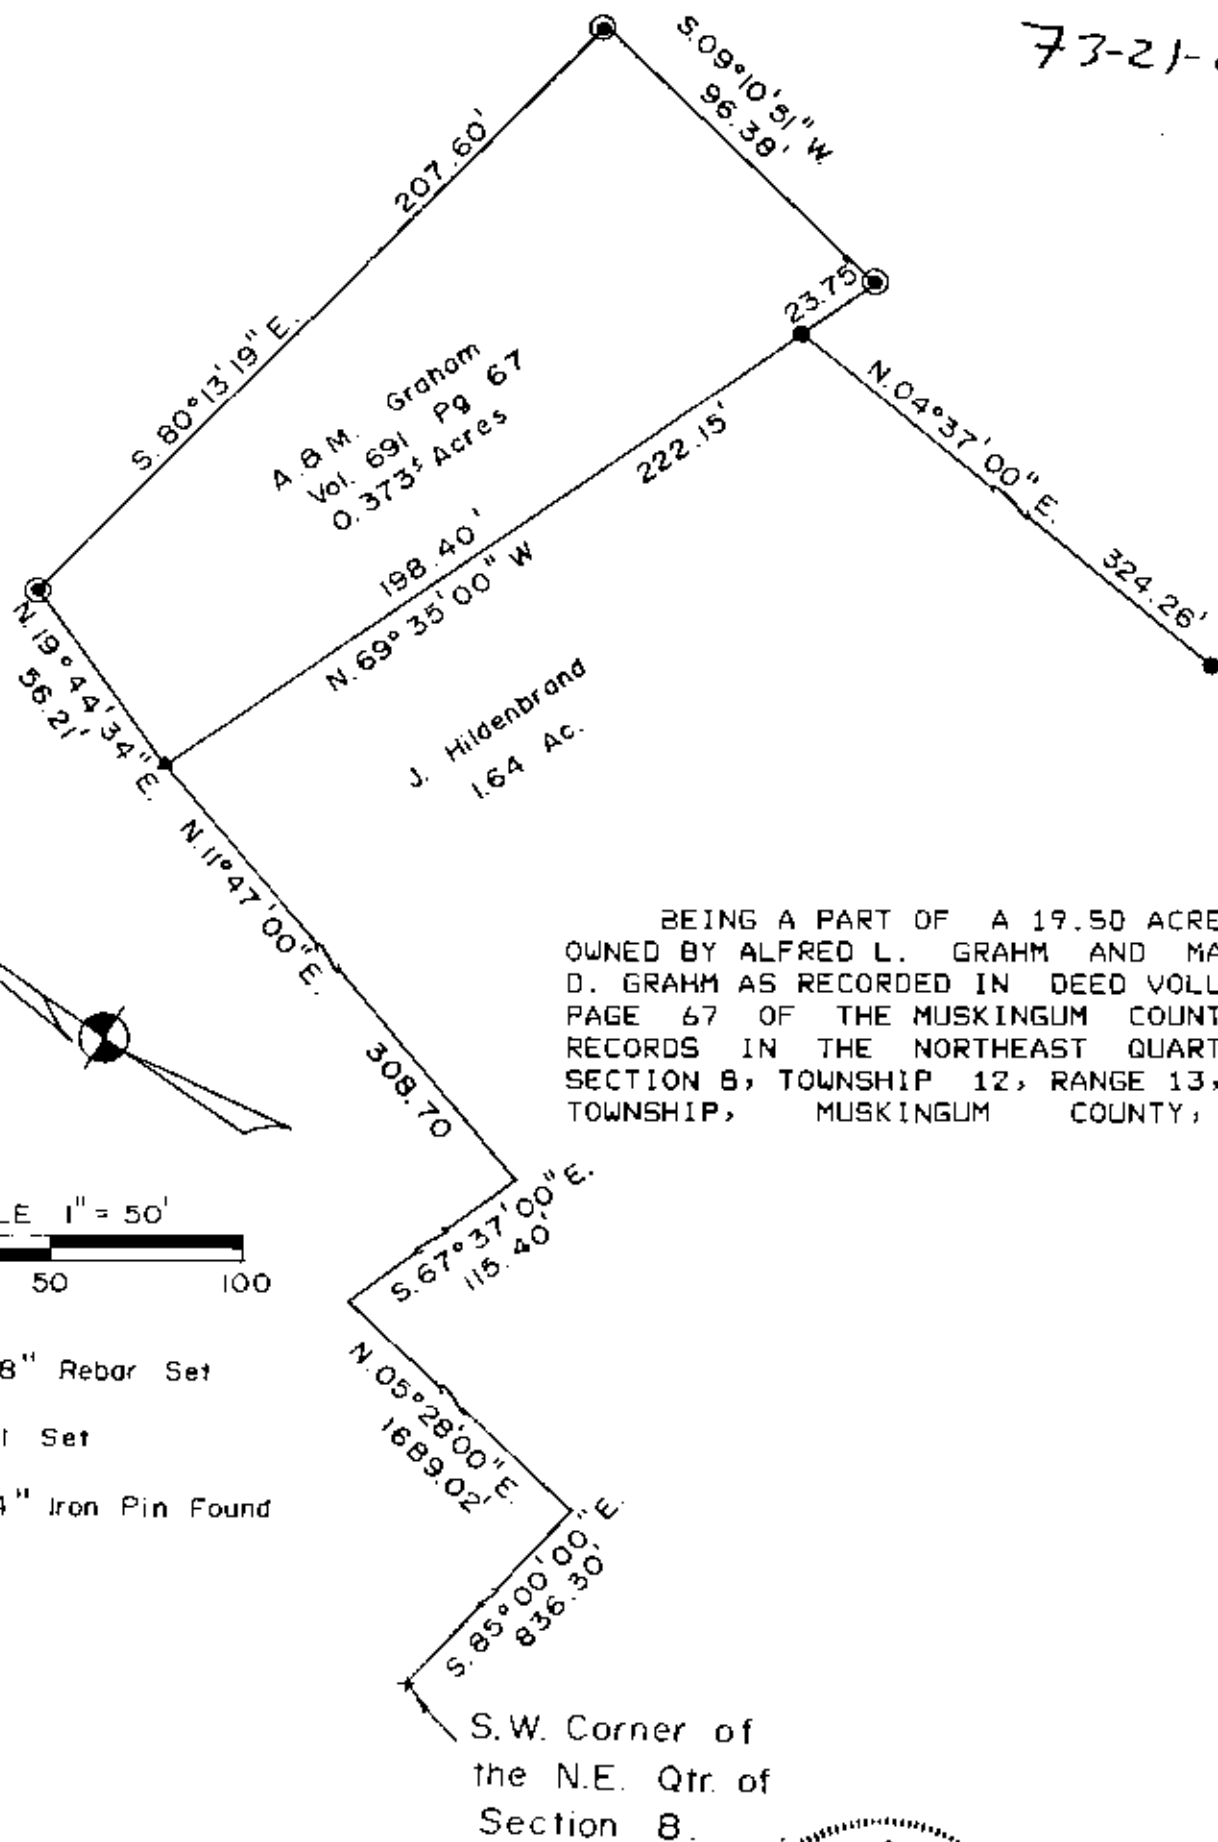 73-21-
S.09°10'51"W.
96.38'
207.60'
S.80°13'19"E.
23.75'
A.&M. Graham
Vol. 691 Pg 67
0.373± Acres
222.15'
N.04°37'00"E.
324.26'
198.40'
N.69°35'00"W
N.19°44'34"E.
56.21'
J. Hildenbrand
1.64 Ac.
N.11°47'00"E.
308.70
BEING A PART OF A 19.50 ACRE
OWNED BY ALFRED L. GRAHM AND MA
D. GRAHM AS RECORDED IN DEED VOLU
PAGE 67 OF THE MUSKINGUM COUNT
RECORDS IN THE NORTHEAST QUART
SECTION 8, TOWNSHIP 12, RANGE 13,
TOWNSHIP, MUSKINGUM COUNTY,
LE 1"=50'
50 100
S.67°37'00"E.
115.40'
8" Rebar Set
Set
4" Iron Pin Found
N.05°28'00"E.
1689.02'
S.85°00'00"E.
836.30'
S.W. Corner of
the N.E. Qtr. of
Section 8.